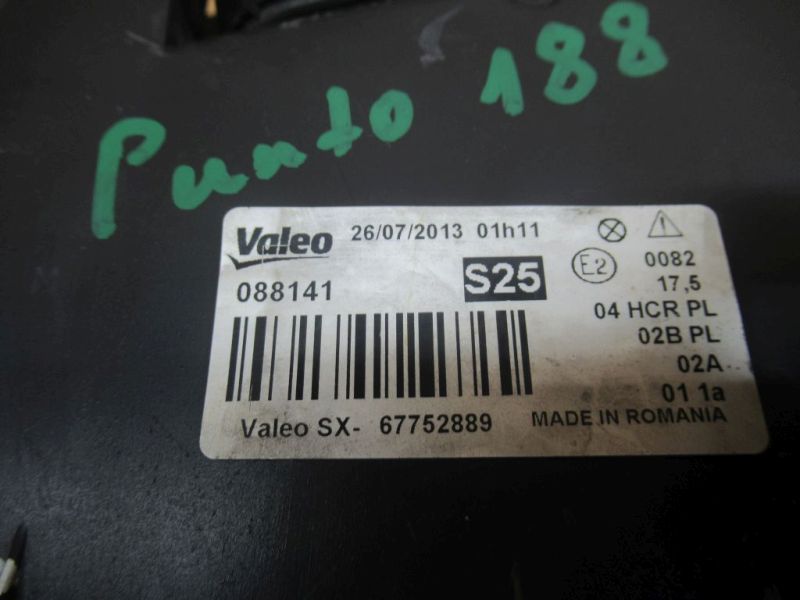 Punto 188
Valeo 26/07/2013 01h11
088141 S25 E2 0082
17,5
04 HCR PL
02B PL
02A
01 1a
Valeo SX- 67752889 MADE IN ROMANIA